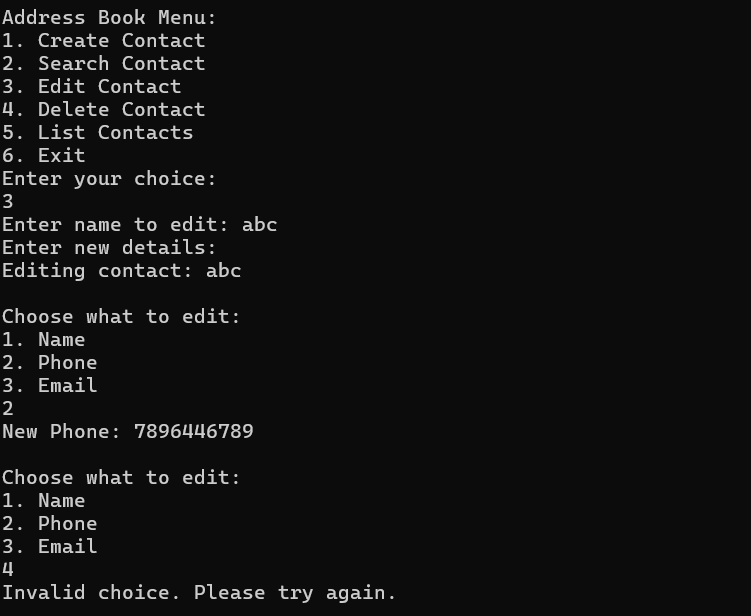 Address Book Menu:
1. Create Contact
2. Search Contact
3. Edit Contact
4. Delete Contact
5. List Contacts
6. Exit
Enter your choice:
3
Enter name to edit: abc
Enter new details:
Editing contact: abc
Choose what to edit:
1. Name
2. Phone
3. Email
2
New Phone: 7896446789
Choose what to edit:
1. Name
2. Phone
3. Email
4
Invalid choice. Please try again.